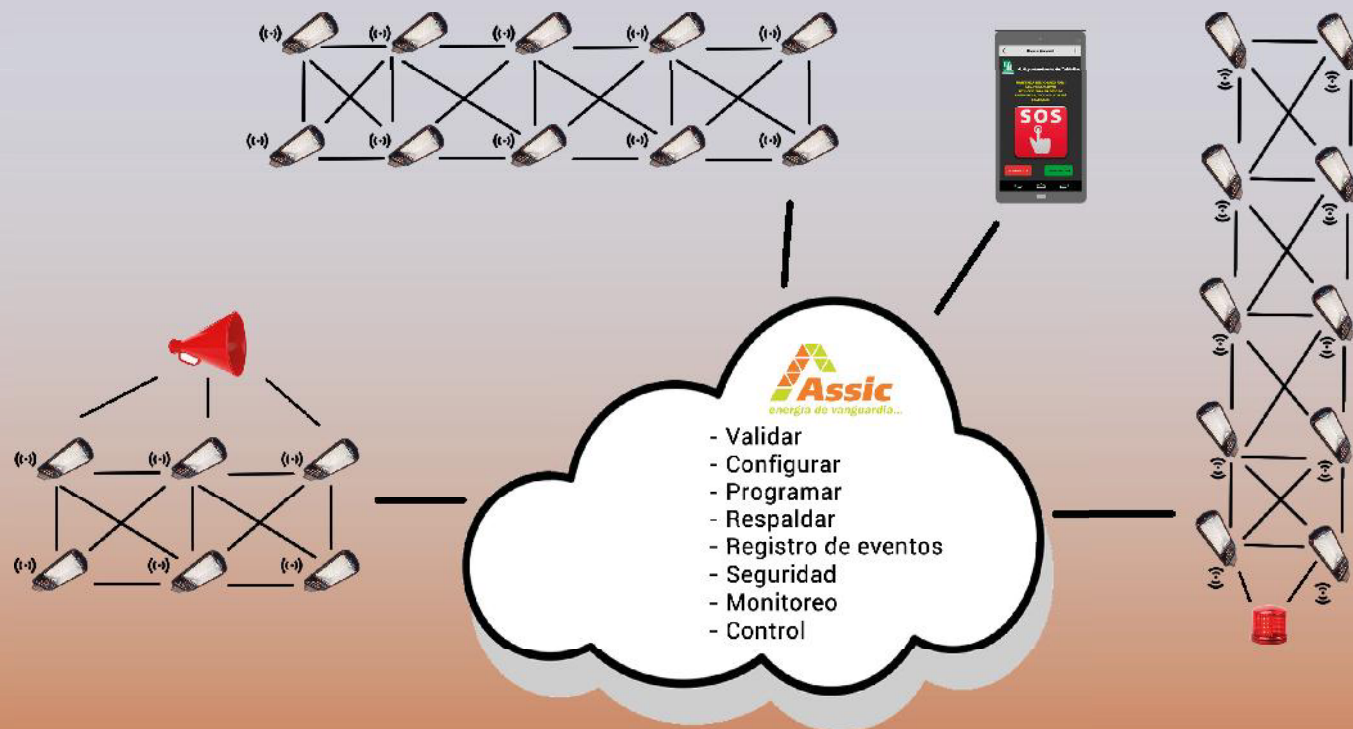 SOS
Assic
energía de vanguardia...
- Validar
- Configurar
- Programar
- Respaldar
- Registro de eventos
- Seguridad
- Monitoreo
- Control